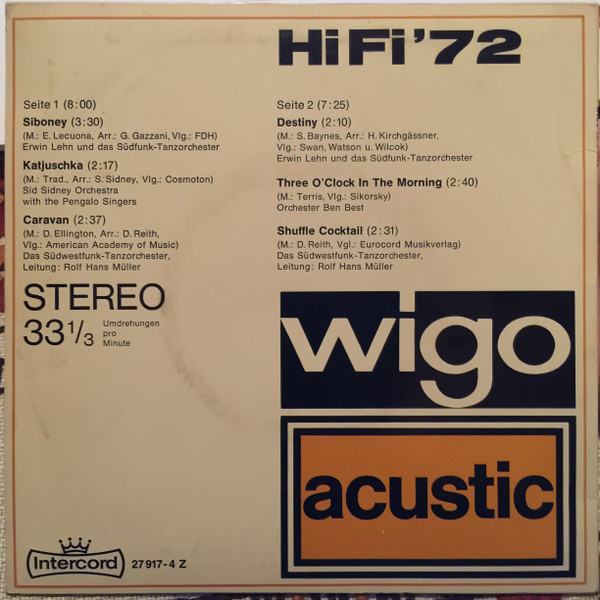 HiFi '72
Seite 1 (8:00)
Siboney (3:30)
(M.: E. Lecuona, Arr.: G. Gazzani, Vlg.: FDH)
Erwin Lehn und das Südfunk-Tanzorchester
Katjuschka (2:17)
(M.: Trad., Arr.: S. Sidney, Vlg.: Cosmoton)
Sid Sidney Orchestra
with the Pengalo Singers
Caravan (2:37)
(M.: D. Ellington, Arr.: D. Reith,
Vlg.: American Academy of Music)
Das Südwestfunk-Tanzorchester,
Leitung: Rolf Hans Müller
Seite 2 (7:25)
Destiny (2:10)
(M.: S. Baynes, Arr.: H. Kirchgässner,
Vlg.: Swan, Watson u. Wilcok)
Erwin Lehn und das Südfunk-Tanzorchester
Three O'Clock In The Morning (2:40)
(M.: Terris, Vlg.: Sikorsky)
Orchester Ben Best
Shuffle Cocktail (2:31)
(M.: D. Reith, Vgl.: Eurocord Musikverlag)
Das Südwestfunk-Tanzorchester,
Leitung: Rolf Hans Müller
STEREO
33 1/3 Umdrehungen
pro
Minute
wigo
acustic
Intercord
27 917-4 Z